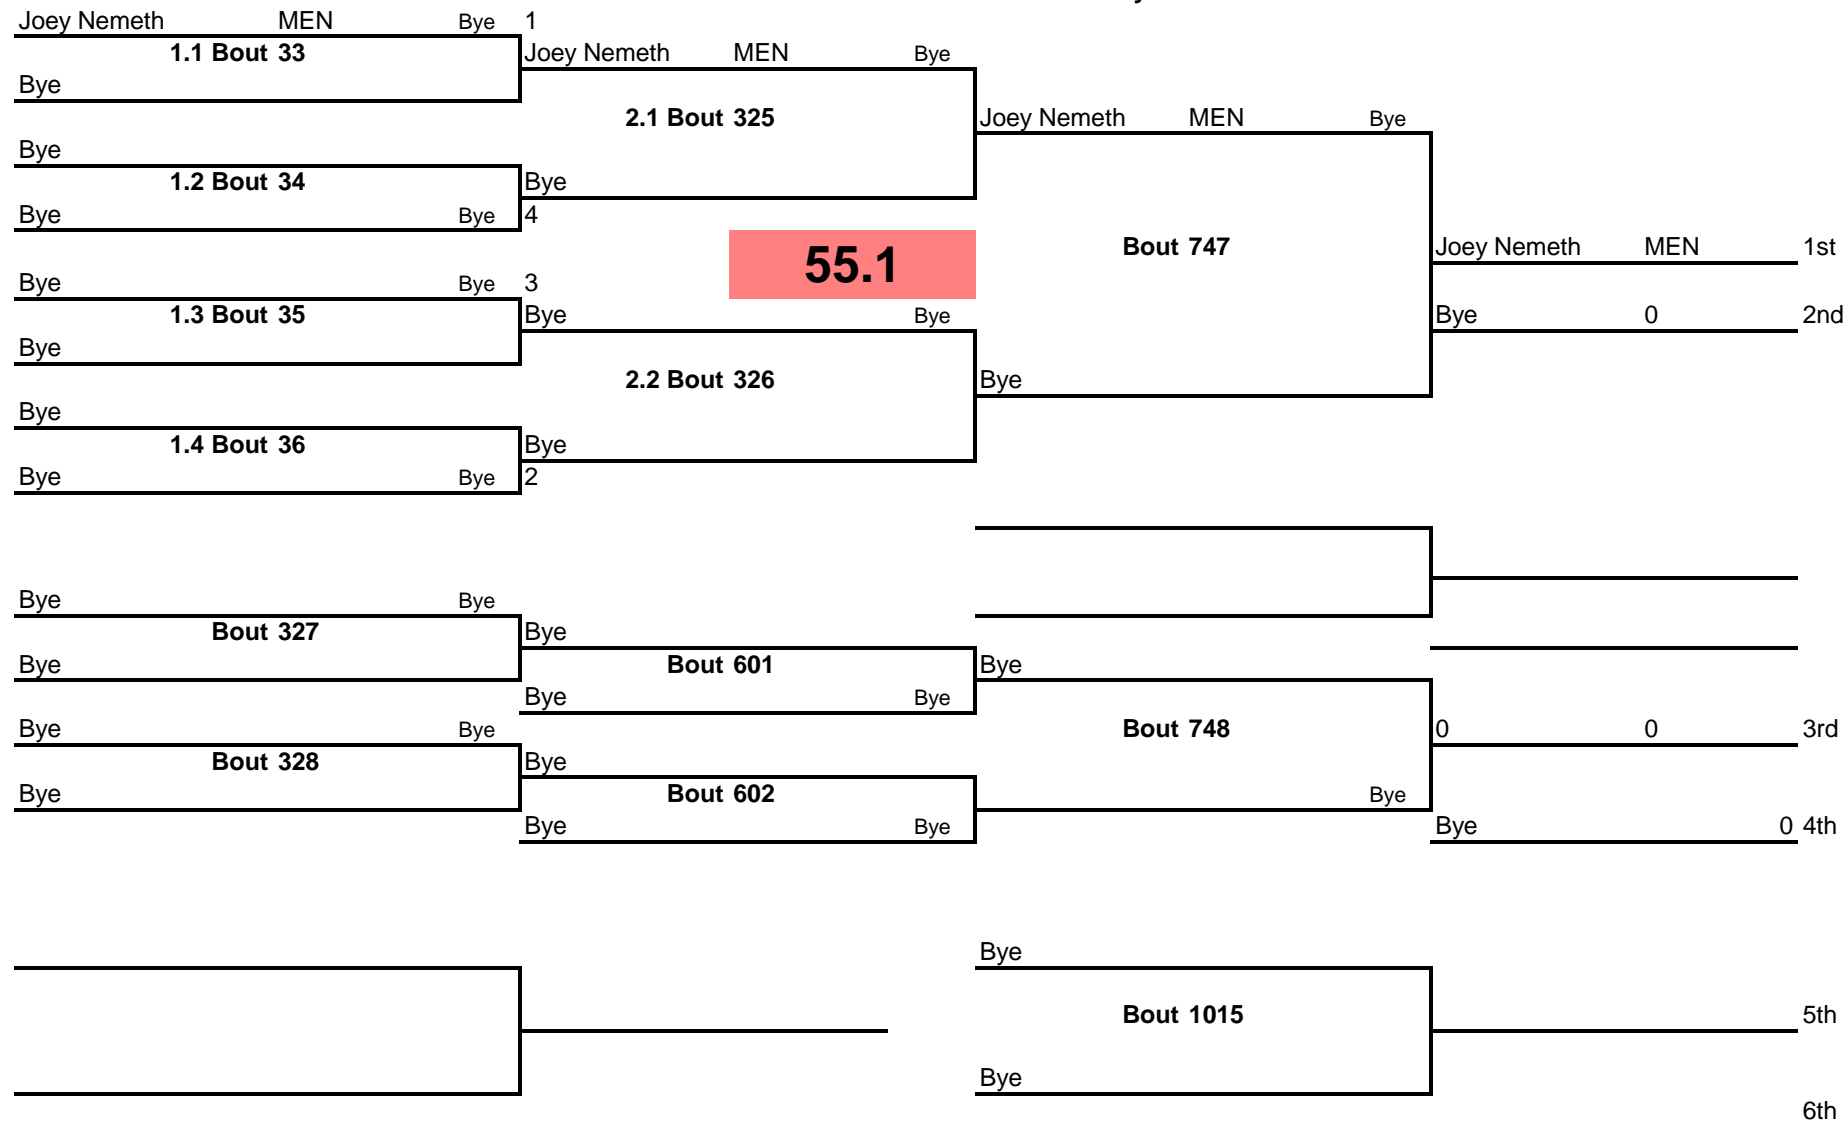 Joey Nemeth MEN Bye 1
1.1 Bout 33 Joey Nemeth MEN Bye
Bye
2.1 Bout 325 Joey Nemeth MEN Bye
Bye
1.2 Bout 34 Bye
Bye Bye 4
55.1 Bout 747 Joey Nemeth MEN 1st
Bye Bye 3
1.3 Bout 35 Bye Bye Bye 0 2nd
Bye
2.2 Bout 326 Bye
Bye
1.4 Bout 36 Bye
Bye Bye 2
Bye Bye
Bout 327 Bye
Bye Bout 601 Bye
Bye Bye
Bye Bye Bout 748 0 0 3rd
Bout 328 Bye
Bye Bout 602 Bye
Bye Bye Bye 0 4th
Bye
Bout 1015 5th
Bye
6th